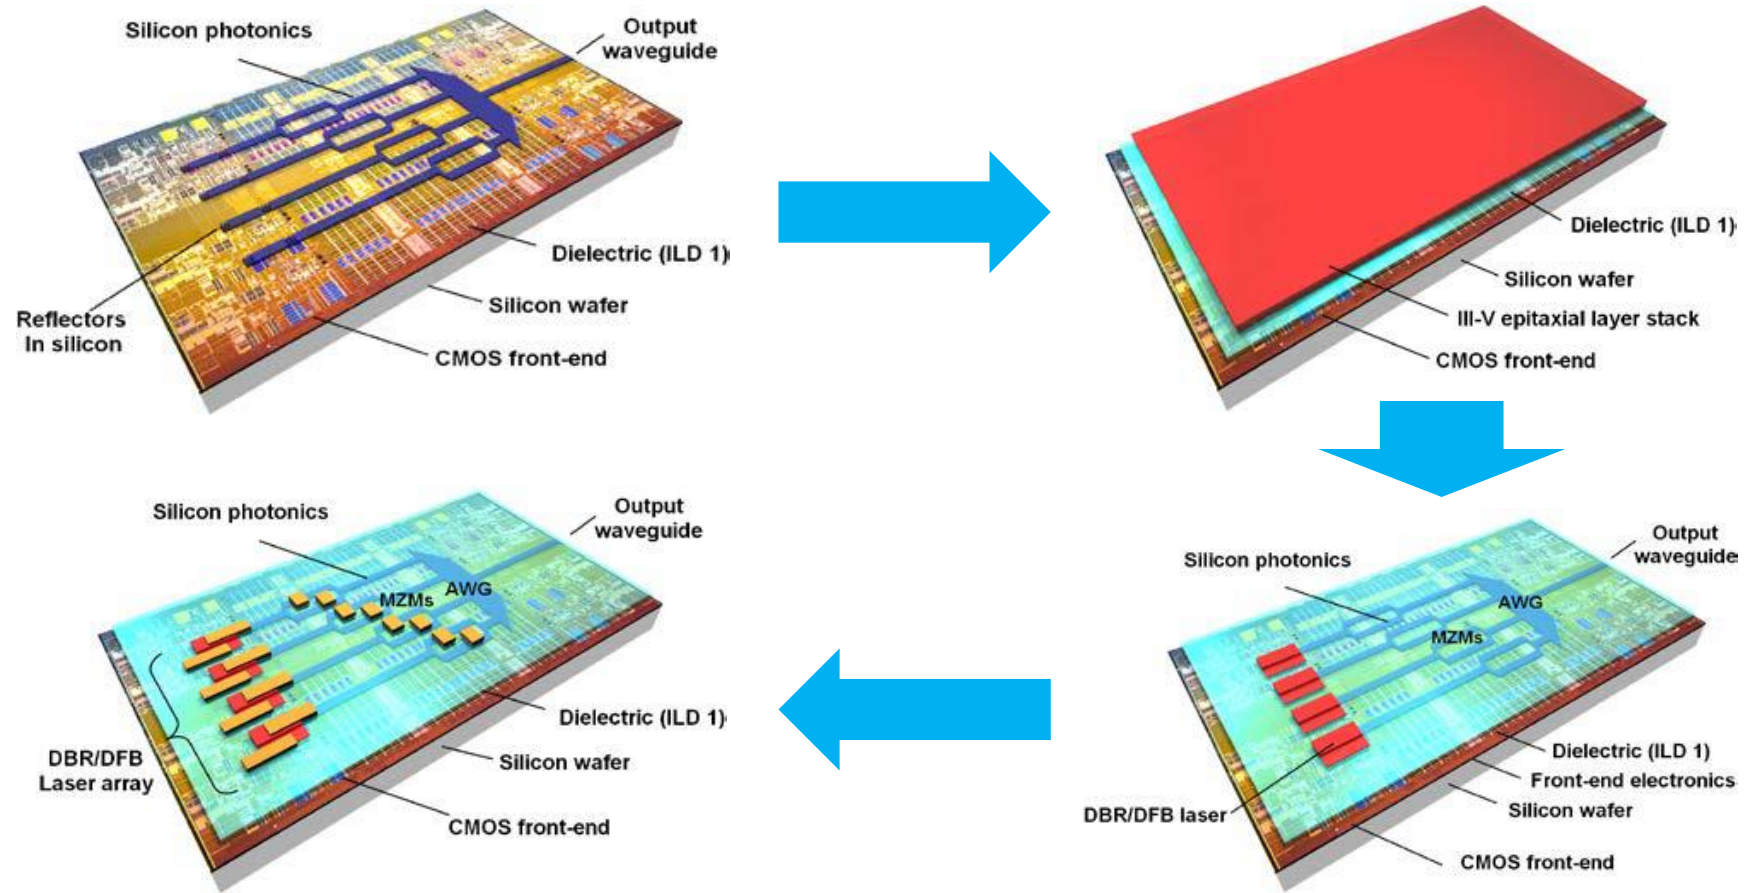 Silicon photonics
Output
waveguide
Dielectric (ILD 1)
Silicon wafer
CMOS front-end
Reflectors
In silicon
Dielectric (ILD 1)
Silicon wafer
III-V epitaxial layer stack
CMOS front-end
Silicon photonics
Output
waveguide
AWG
MZMs
Dielectric (ILD 1)
Front-end electronics
Silicon wafer
DBR/DFB laser
CMOS front-end
Silicon photonics
Output
waveguide
AWG
MZMs
Dielectric (ILD 1)
Silicon wafer
CMOS front-end
DBR/DFB
Laser array